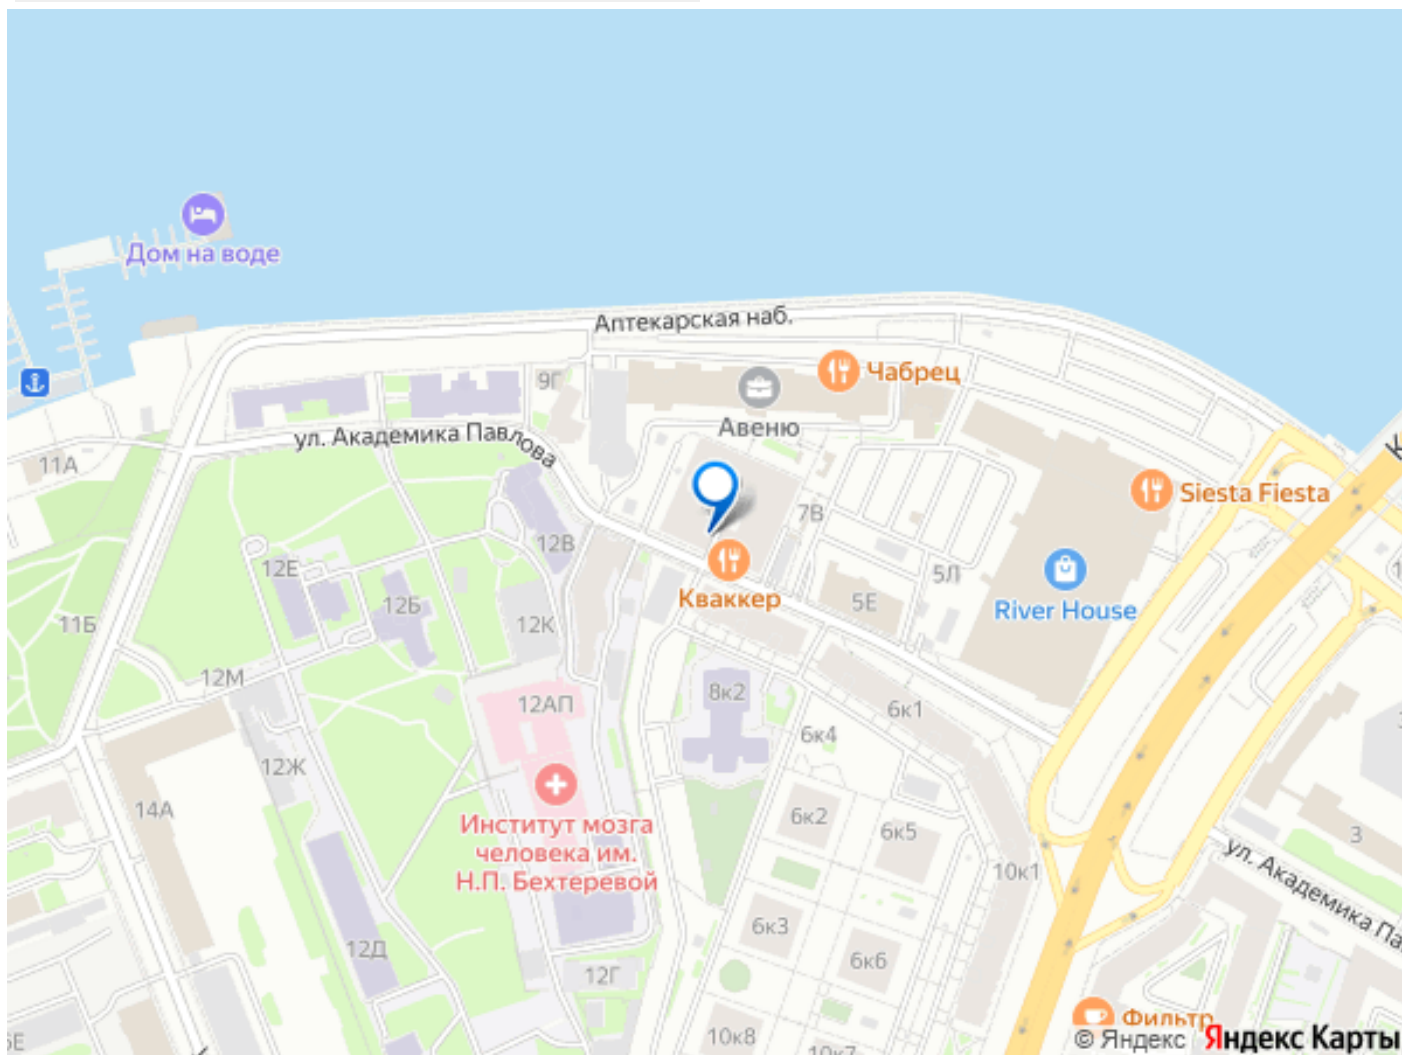 Дом на воде
Аптекарская наб.
Чабрец
9Г
Авеню
ул. Академика Павлова
11А
Siesta Fiesta
7В
12В
12Е
5Л
12Б
5Е
Кваккер
River House
11Б
12К
12М
8к2
12АП
6к1
6к4
12Ж
14А
6к2
6к5
Институт мозга
человека им.
Н.П. Бехтеревой
3
10к1
ул. Академика Па
6к3
12Д
6к6
12Г
Фильтр
10к8
10к7
© Яндекс Яндекс Карты